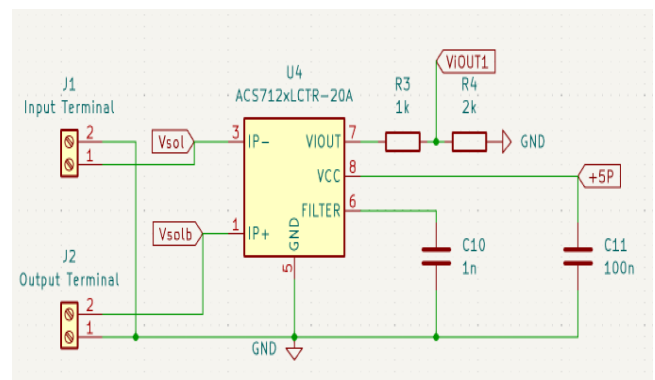 J1
Input Terminal
2
1
Vsol
Vsolb
J2
Output Terminal
2
1
U4
ACS712xLCTR-20A
3
IP-
1
IP+
VIOUT
7
VCC
8
FILTER
6
GND
5
GND
ViOUT1
R3
1k
R4
2k
GND
+5P
C10
1n
C11
100n